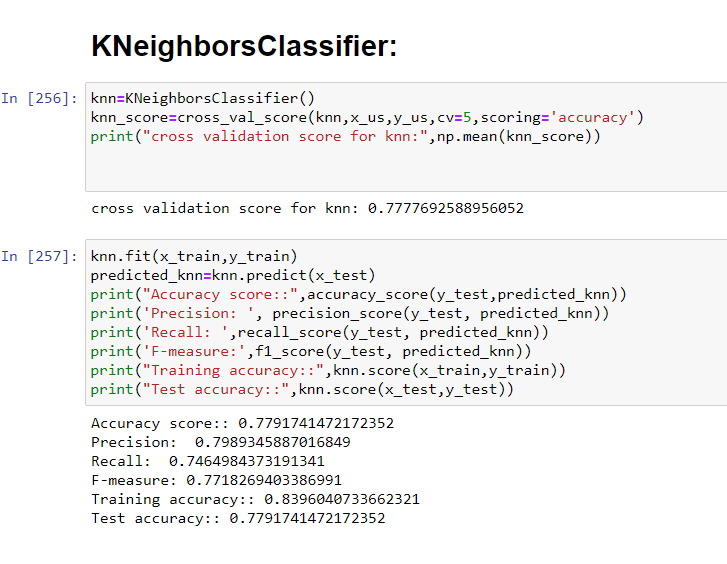 KNeighborsClassifier:
In [256]: knn=KNeighborsClassifier()
knn_score=cross_val_score(knn,x_us,y_us,cv=5,scoring='accuracy')
print("cross validation score for knn:",np.mean(knn_score))
cross validation score for knn: 0.7777692588956052
In [257]: knn.fit(x_train,y_train)
predicted_knn=knn.predict(x_test)
print("Accuracy score::",accuracy_score(y_test,predicted_knn))
print('Precision: ', precision_score(y_test, predicted_knn))
print('Recall: ',recall_score(y_test, predicted_knn))
print('F-measure:',f1_score(y_test, predicted_knn))
print("Training accuracy::",knn.score(x_train,y_train))
print("Test accuracy::",knn.score(x_test,y_test))
Accuracy score:: 0.7791741472172352
Precision:  0.7989345887016849
Recall:  0.7464984373191341
F-measure: 0.7718269403386991
Training accuracy:: 0.8396040733662321
Test accuracy:: 0.7791741472172352